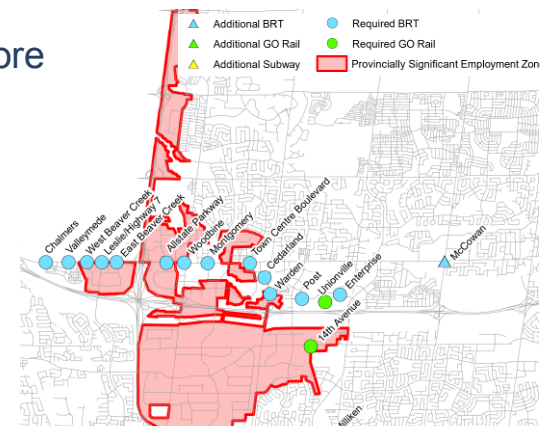 ore
Additional BRT
Required BRT
Additional GO Rail
Required GO Rail
Additional Subway
Provincially Significant Employment Zone
Chalmers
Valleymede
West Beaver Creek
Leslie/Highway 7
East Beaver Creek
Allstate Parkway
Woodbine
Montgomery
Town Centre Boulevard
Cedarland
Warden
Post
Unionville
Enterprise
McCowan
14th Avenue
Milliken